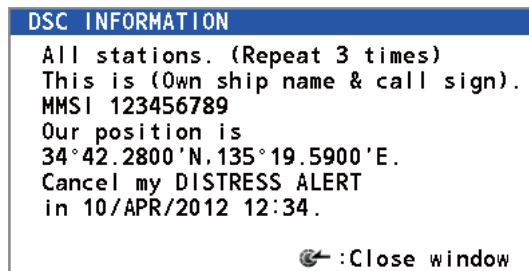 DSC INFORMATION
All stations. (Repeat 3 times)
This is (Own ship name & call sign).
MMSI 123456789
Our position is
34°42.2800'N,135°19.5900'E.
Cancel my DISTRESS ALERT
in 10/APR/2012 12:34.
:Close window